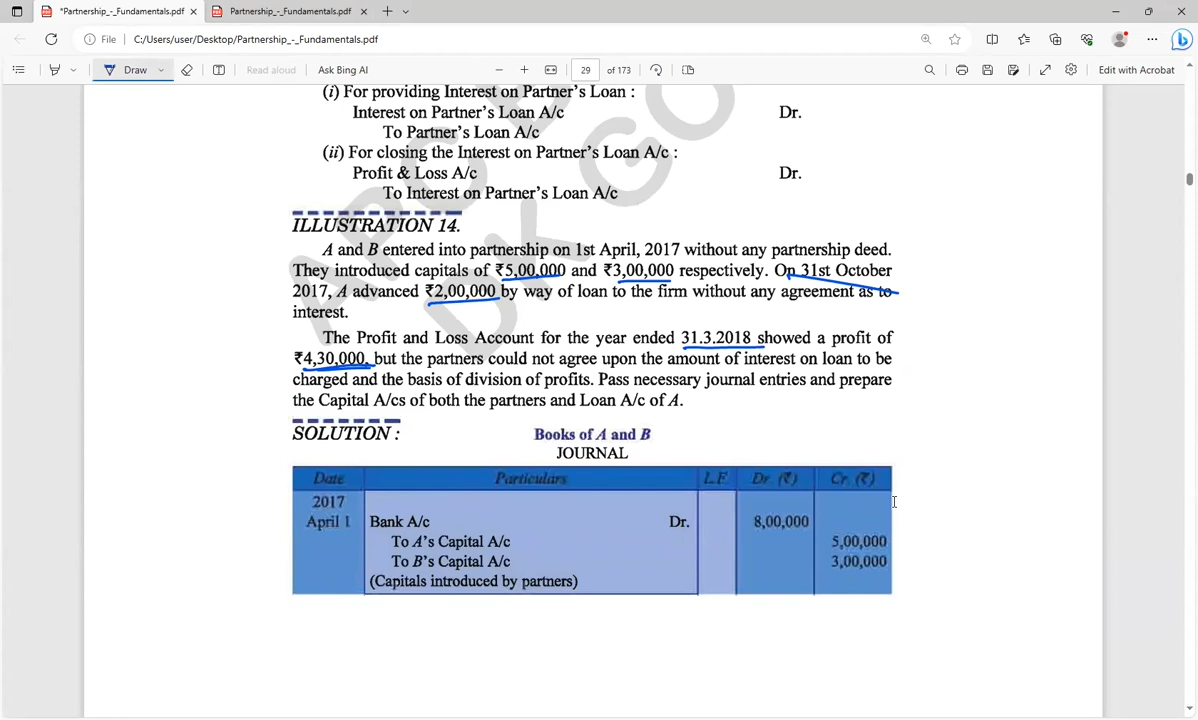 *Partnership_-_Fundamentals.pdf
Partnership_-_Fundamentals.pdf
File
C:/Users/user/Desktop/Partnership_-_Fundamentals.pdf
Draw
Read aloud
Ask Bing AI
29
of 173
Edit with Acrobat
(i) For providing Interest on Partner's Loan :
Interest on Partner's Loan A/c Dr.
To Partner's Loan A/c
(ii) For closing the Interest on Partner's Loan A/c :
Profit & Loss A/c Dr.
To Interest on Partner's Loan A/c
ILLUSTRATION 14.
A and B entered into partnership on 1st April, 2017 without any partnership deed.
They introduced capitals of ₹5,00,000 and ₹3,00,000 respectively. On 31st October
2017, A advanced ₹2,00,000 by way of loan to the firm without any agreement as to
interest.
The Profit and Loss Account for the year ended 31.3.2018 showed a profit of
₹4,30,000, but the partners could not agree upon the amount of interest on loan to be
charged and the basis of division of profits. Pass necessary journal entries and prepare
the Capital A/cs of both the partners and Loan A/c of A.
SOLUTION :
Books of A and B
JOURNAL
Date Particulars L.F. Dr. (₹) Cr. (₹)
2017
April 1 Bank A/c Dr. 8,00,000
To A's Capital A/c 5,00,000
To B's Capital A/c 3,00,000
(Capitals introduced by partners)